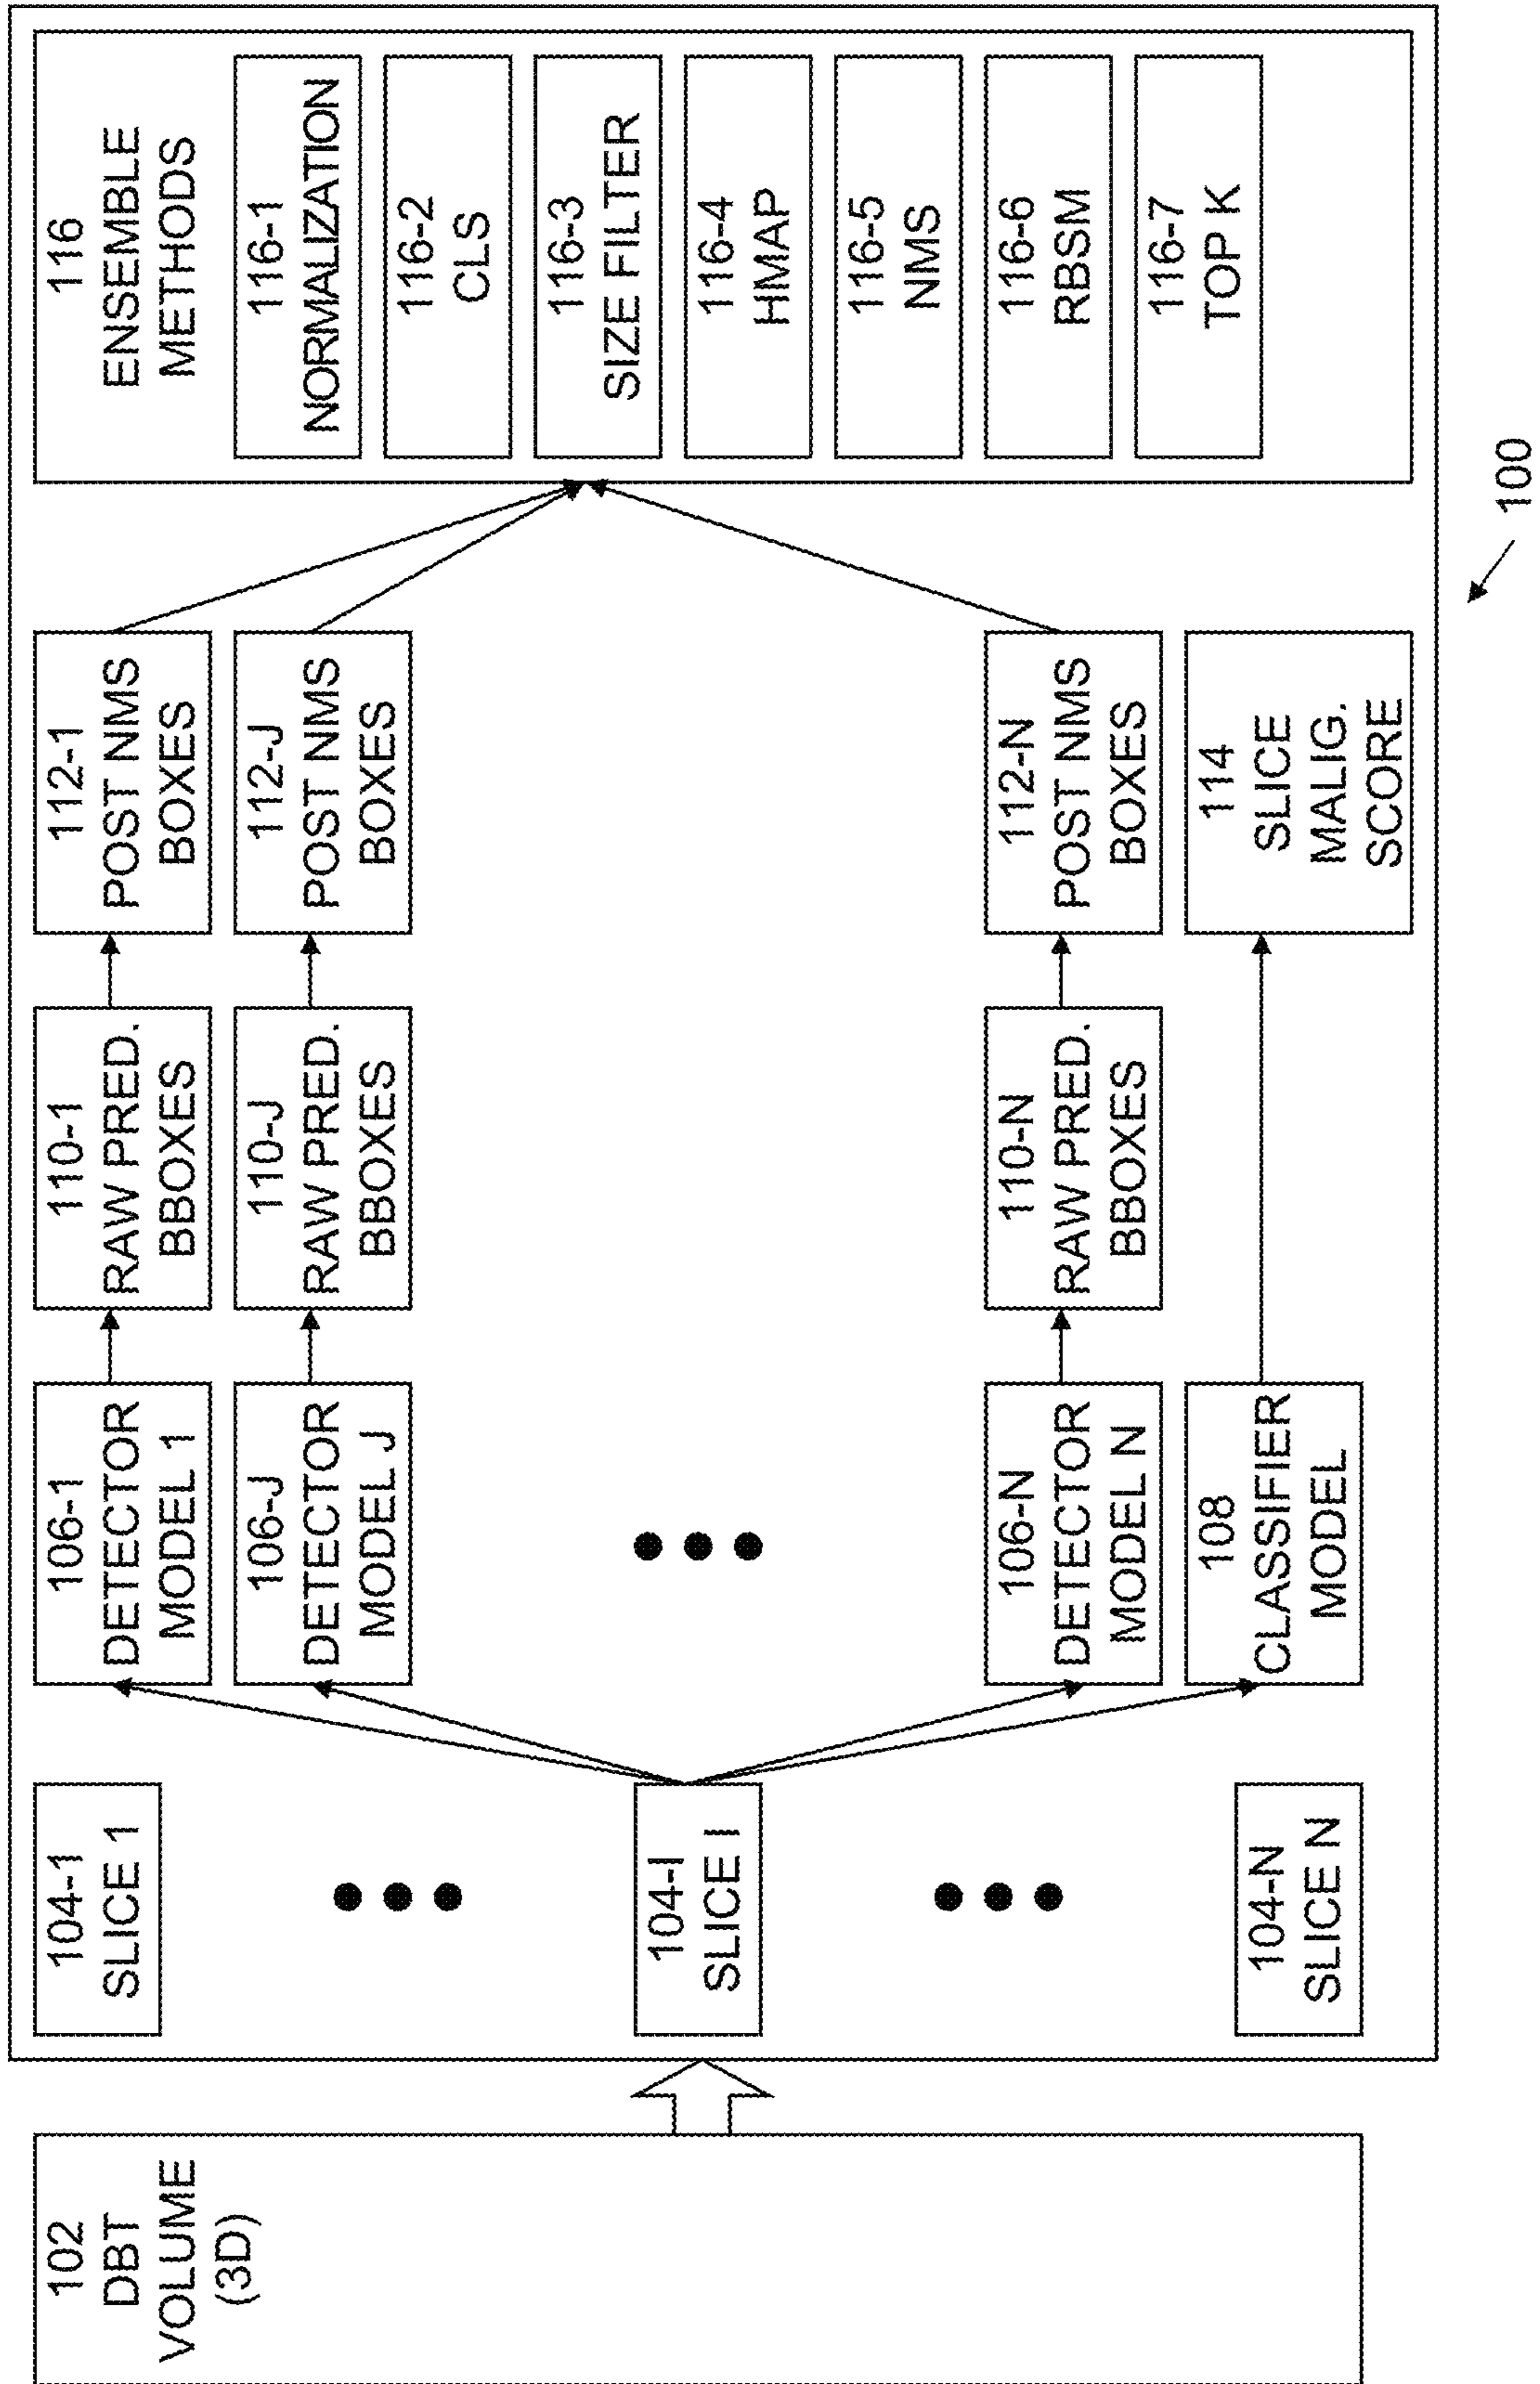 102
DBT
VOLUME
(3D)
104-1
SLICE 1
104-I
SLICE I
104-N
SLICE N
106-1
DETECTOR
MODEL 1
106-J
DETECTOR
MODEL J
106-N
DETECTOR
MODEL N
108
CLASSIFIER
MODEL
110-1
RAW PRED.
BBOXES
110-J
RAW PRED.
BBOXES
110-N
RAW PRED.
BBOXES
112-1
POST NMS
BOXES
112-J
POST NMS
BOXES
112-N
POST NMS
BOXES
114
SLICE
MALIG.
SCORE
116
ENSEMBLE
METHODS
116-1
NORMALIZATION
116-2
CLS
116-3
SIZE FILTER
116-4
HMAP
116-5
NMS
116-6
RBSM
116-7
TOP K
100